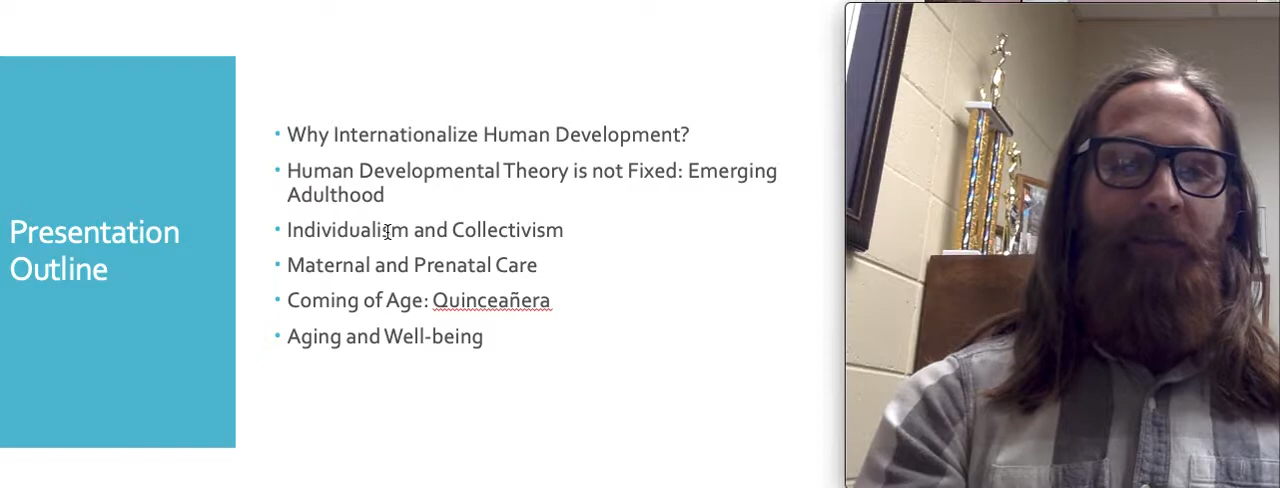 Presentation
Outline
• Why Internationalize Human Development?
• Human Developmental Theory is not Fixed: Emerging
Adulthood
• Individualism and Collectivism
• Maternal and Prenatal Care
• Coming of Age: Quinceañera
• Aging and Well-being